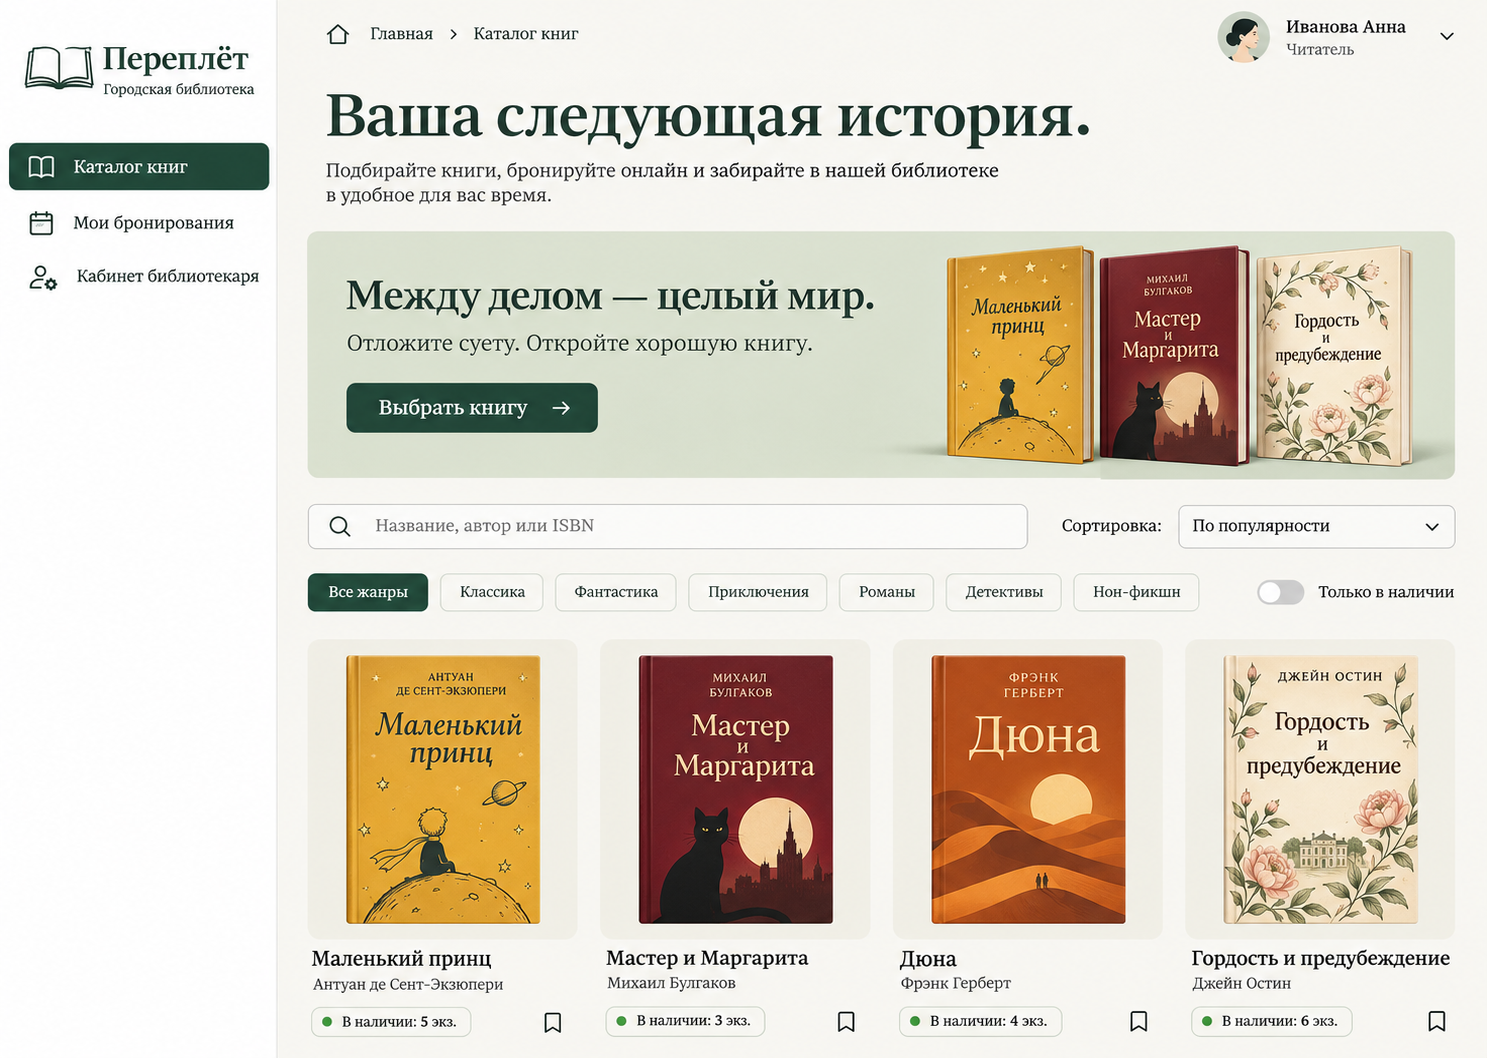 Переплёт
Городская библиотека
Каталог книг
Мои бронирования
Кабинет библиотекаря
Главная > Каталог книг
Иванова Анна
Читатель
Ваша следующая история.
Подбирайте книги, бронируйте онлайн и забирайте в нашей библиотеке
в удобное для вас время.
Между делом — целый мир.
Отложите суету. Откройте хорошую книгу.
Выбрать книгу →
Маленький
принц
МИХАИЛ
БУЛГАКОВ
Мастер
и
Маргарита
Гордость
и
предубеждение
Название, автор или ISBN
Сортировка:
По популярности
Все жанры
Классика
Фантастика
Приключения
Романы
Детективы
Нон-фикшн
Только в наличии
АНТУАН
ДЕ СЕНТ-ЭКЗЮПЕРИ
Маленький
принц
МИХАИЛ
БУЛГАКОВ
Мастер
и
Маргарита
ФРЭНК
ГЕРБЕРТ
Дюна
ДЖЕЙН ОСТИН
Гордость
и
предубеждение
Маленький принц
Антуан де Сент-Экзюпери
В наличии: 5 экз.
Мастер и Маргарита
Михаил Булгаков
В наличии: 3 экз.
Дюна
Фрэнк Герберт
В наличии: 4 экз.
Гордость и предубеждение
Джейн Остин
В наличии: 6 экз.